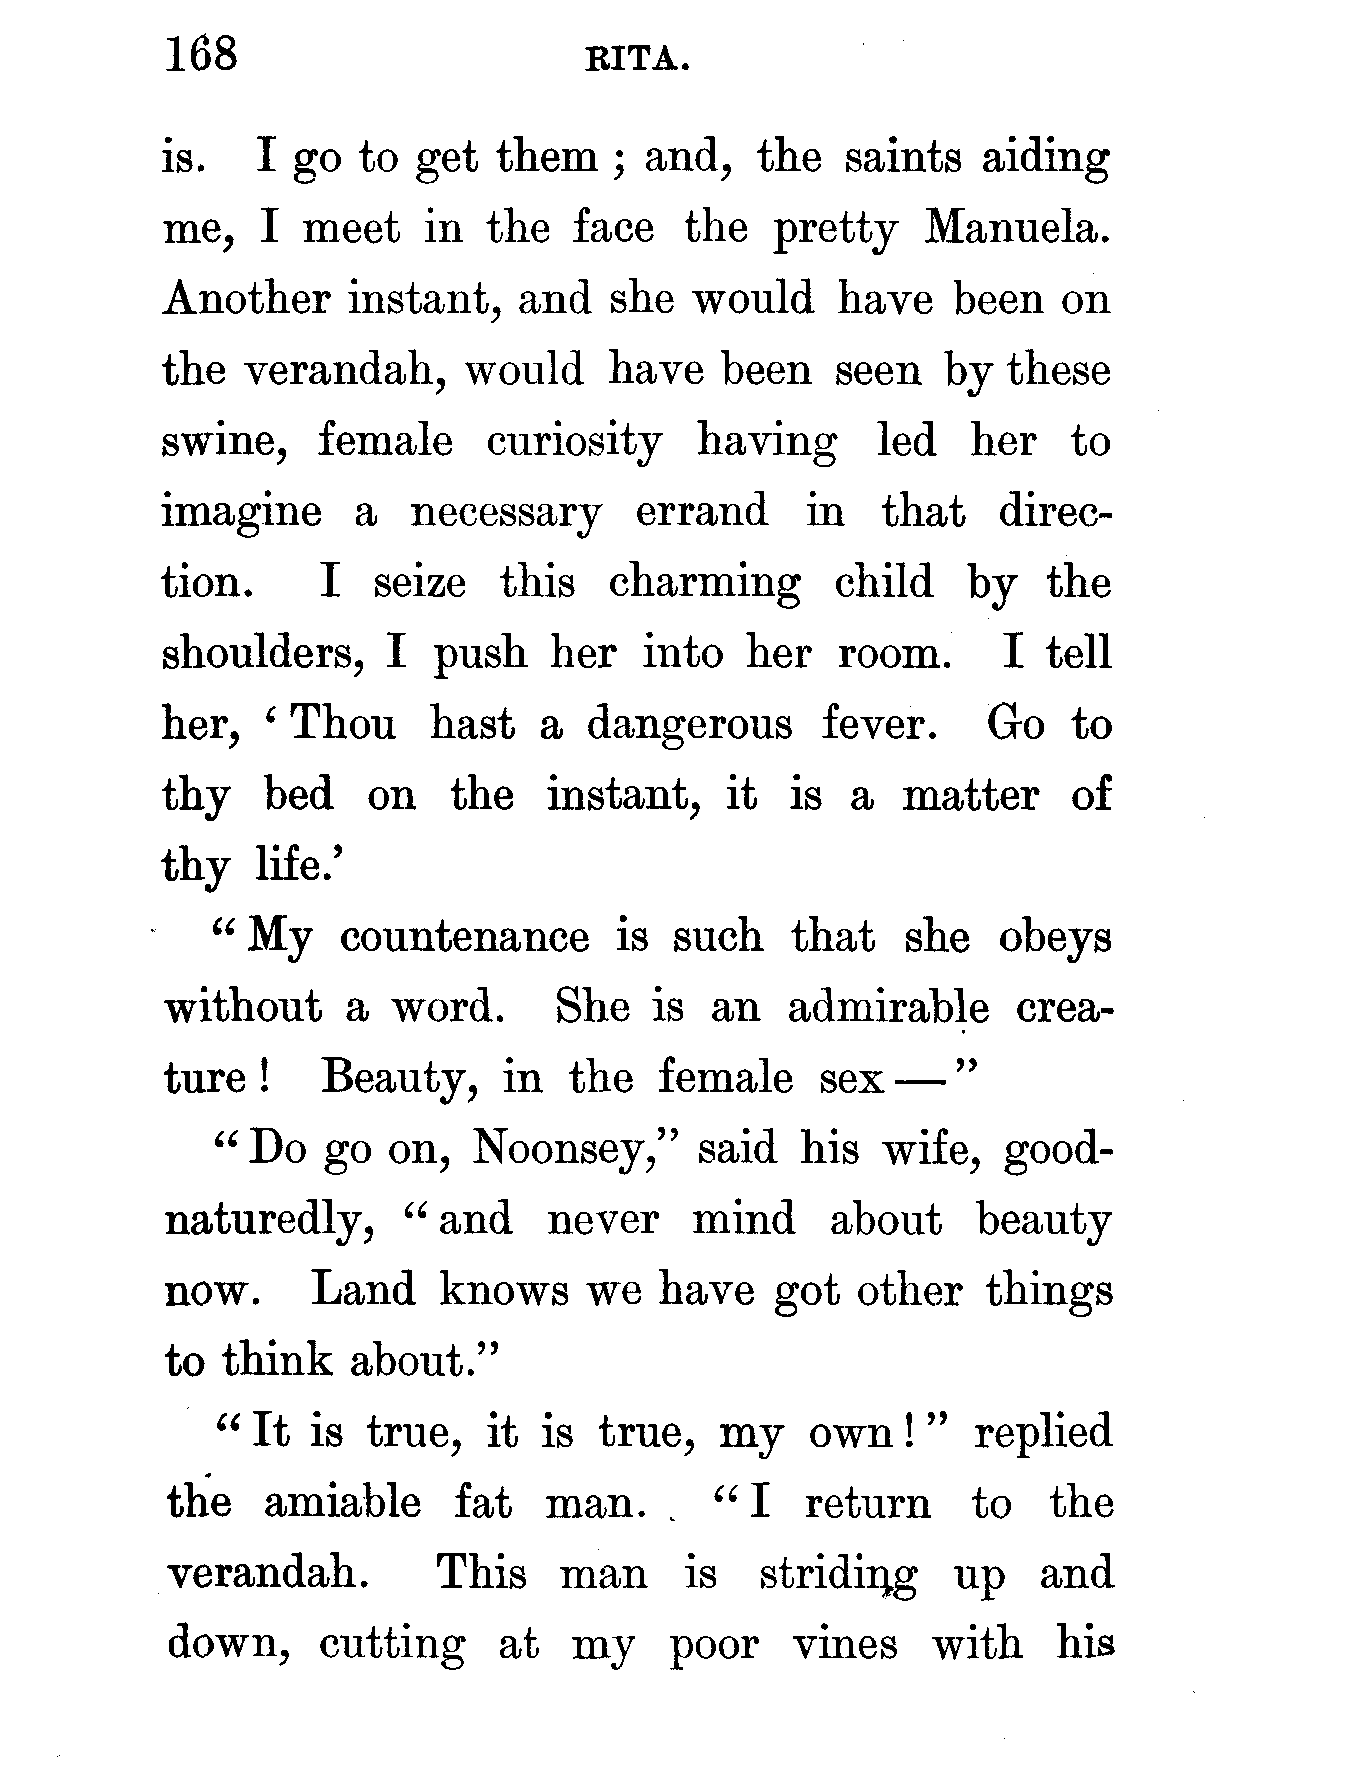 168 RITA.
is. I go to get them ; and, the saints aiding
me, I meet in the face the pretty Manuela.
Another instant, and she would have been on
the verandah, would have been seen by these
swine, female curiosity having led her to
imagine a necessary errand in that direc-
tion. I seize this charming child by the
shoulders, I push her into her room. I tell
her, ‘ Thou hast a dangerous fever. Go to
thy bed on the instant, it is a matter of
thy life.’
“ My countenance is such that she obeys
without a word. She is an admirable crea-
ture ! Beauty, in the female sex — ”
“ Do go on, Noonsey,” said his wife, good-
naturedly, “ and never mind about beauty
now. Land knows we have got other things
to think about.”
“ It is true, it is true, my own ! ” replied
the amiable fat man. “ I return to the
verandah. This man is striding up and
down, cutting at my poor vines with his